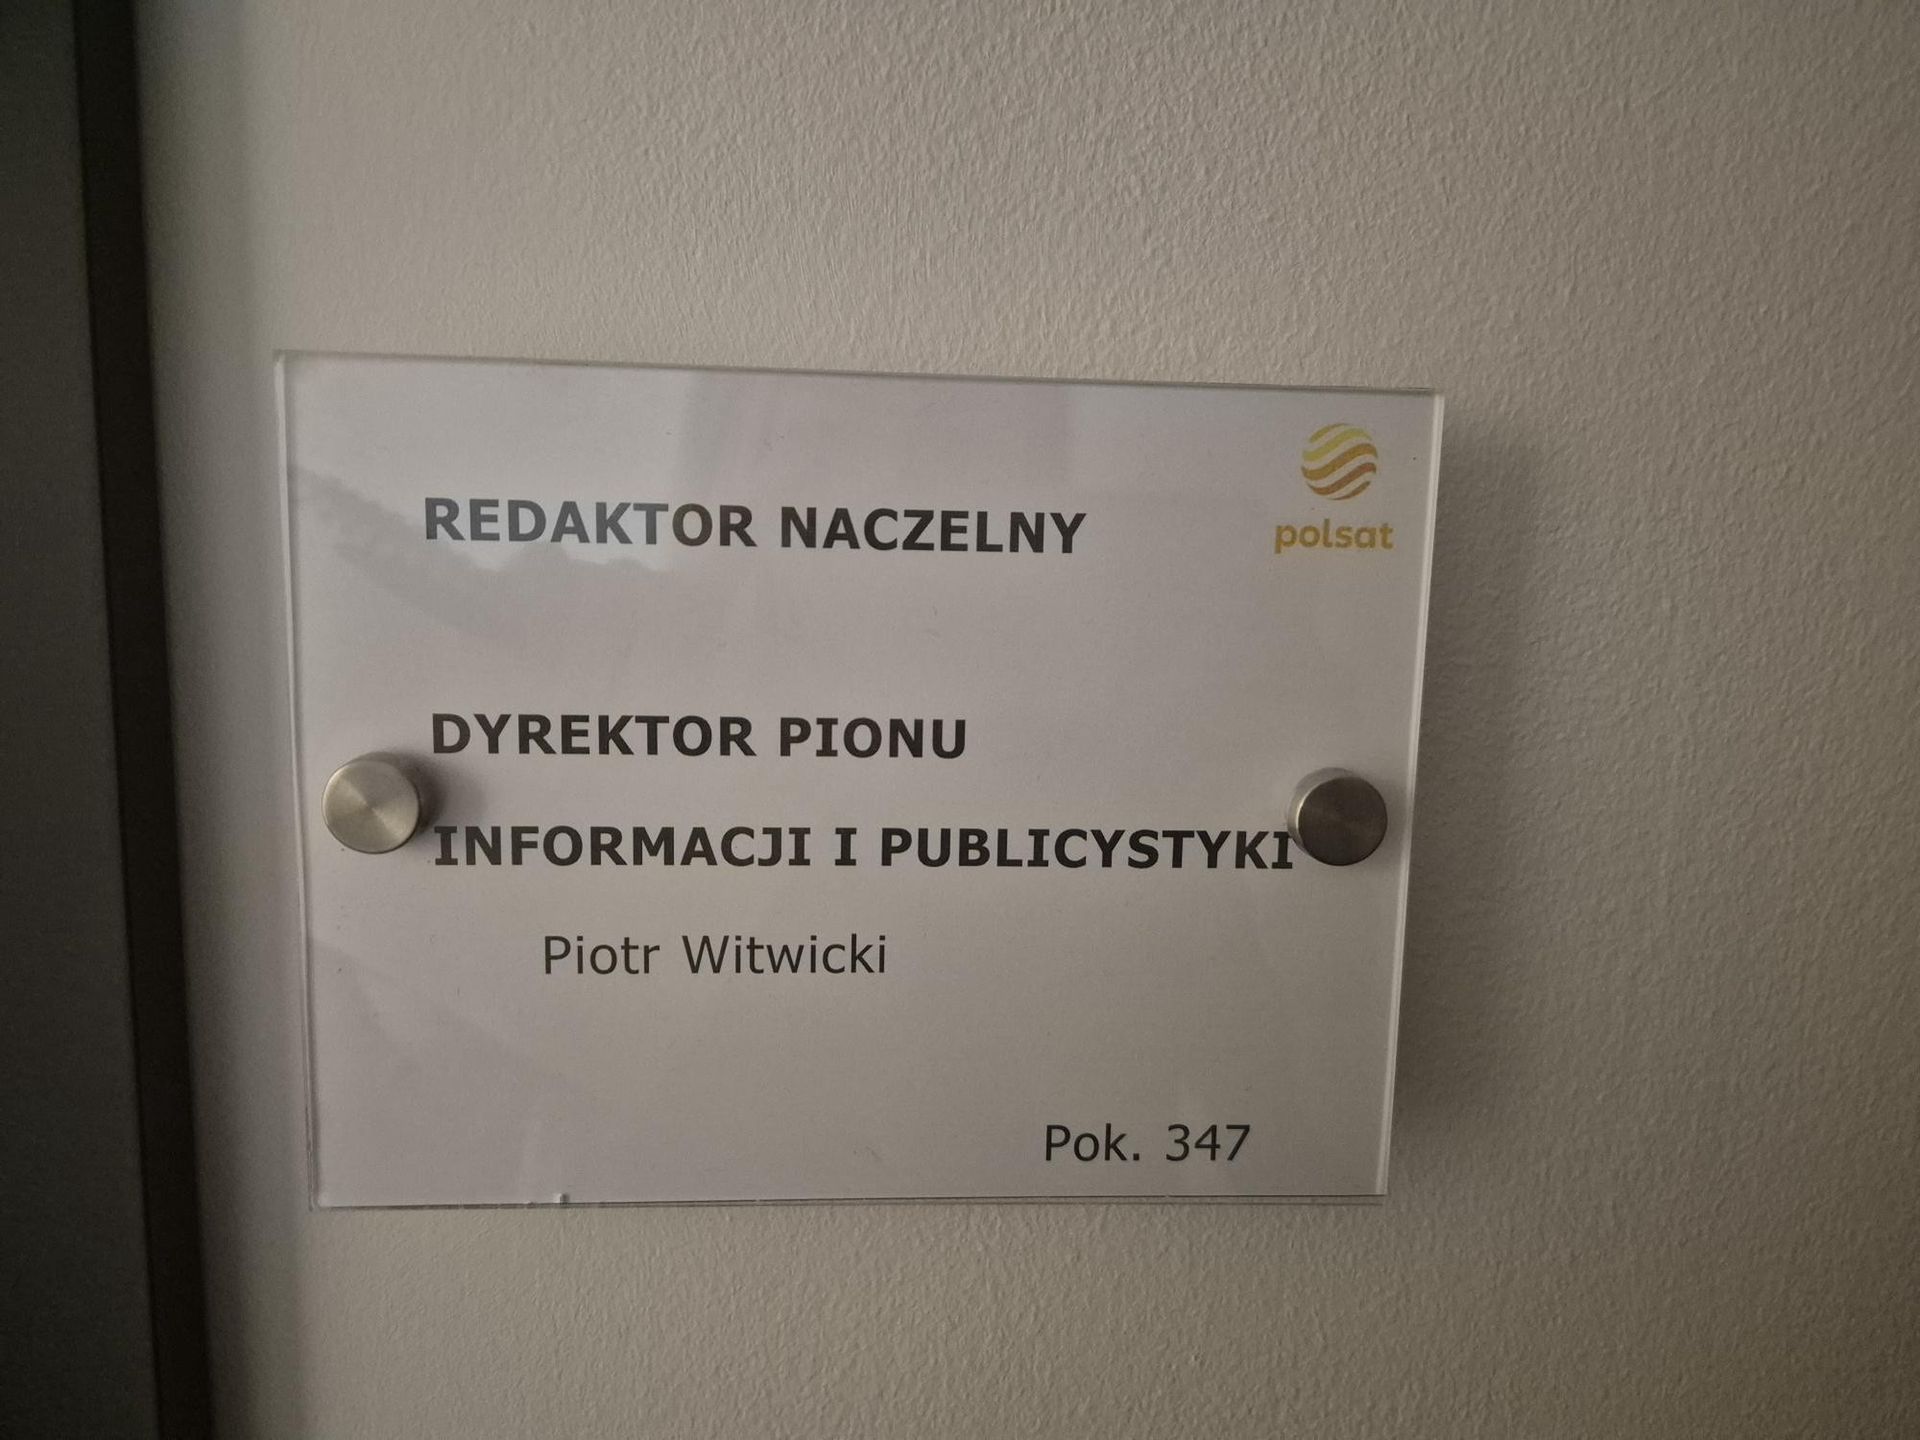 polsat
REDAKTOR NACZELNY
DYREKTOR PIONU
INFORMACJI I PUBLICYSTYKI
Piotr Witwicki
Pok. 347